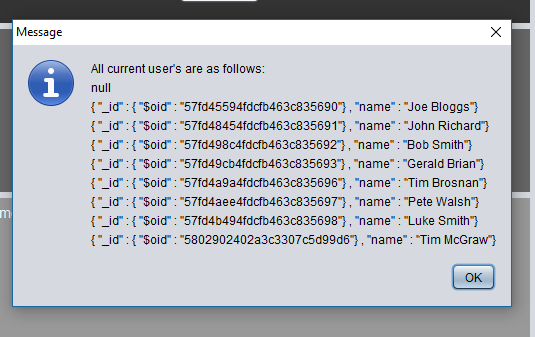 Message
All current user's are as follows:
null
{ "_id" : { "$oid" : "57fd45594fdcfb463c835690"} , "name" : "Joe Bloggs"}
{ "_id" : { "$oid" : "57fd48454fdcfb463c835691"} , "name" : "John Richard"}
{ "_id" : { "$oid" : "57fd498c4fdcfb463c835692"} , "name" : "Bob Smith"}
{ "_id" : { "$oid" : "57fd49cb4fdcfb463c835693"} , "name" : "Gerald Brian"}
{ "_id" : { "$oid" : "57fd4a9a4fdcfb463c835696"} , "name" : "Tim Brosnan"}
{ "_id" : { "$oid" : "57fd4aee4fdcfb463c835697"} , "name" : "Pete Walsh"}
{ "_id" : { "$oid" : "57fd4b494fdcfb463c835698"} , "name" : "Luke Smith"}
{ "_id" : { "$oid" : "5802902402a3c3307c5d99d6"} , "name" : "Tim McGraw"}
OK